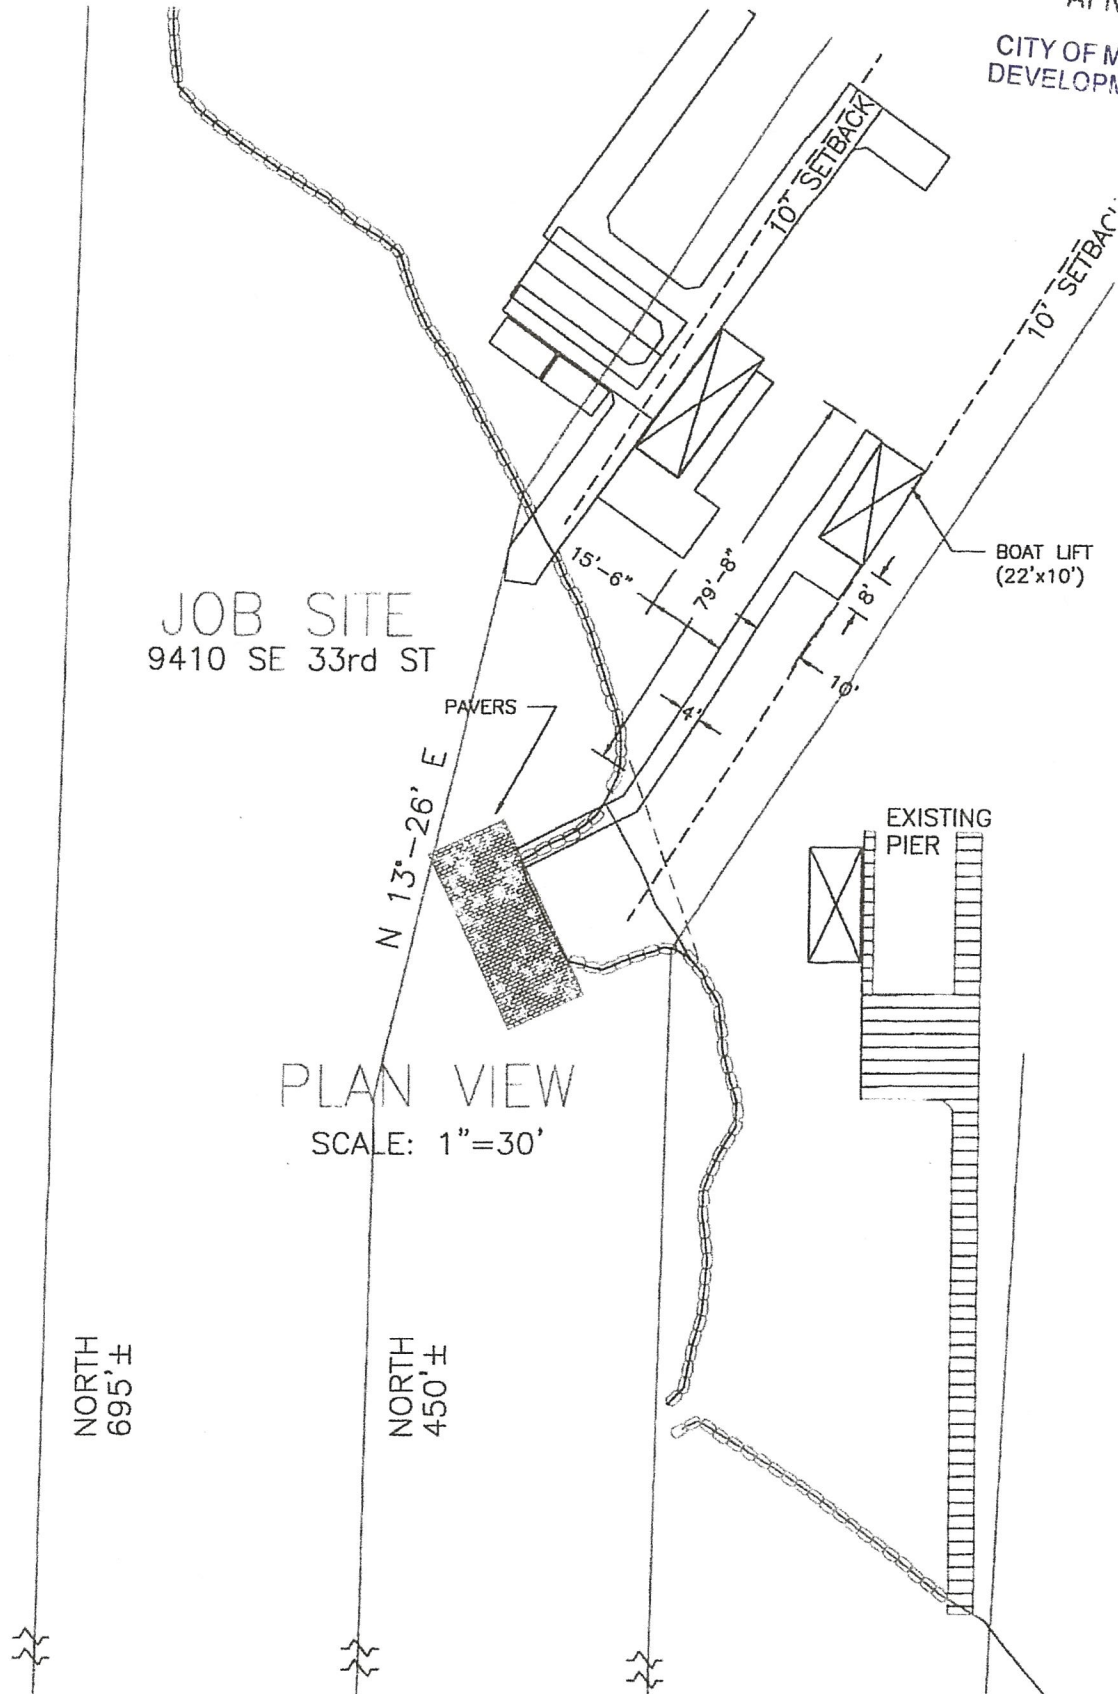 CITY OF M
DEVELOPM
10' SETBACK
10' SETBAC
BOAT LIFT
(22'x10')
15'-6"
79'-8"
8'
JOB SITE
9410 SE 33rd ST
10'
PAVERS
4'
N 13°-26' E
EXISTING
PIER
PLAN VIEW
SCALE: 1"=30'
NORTH
695'±
NORTH
450'±